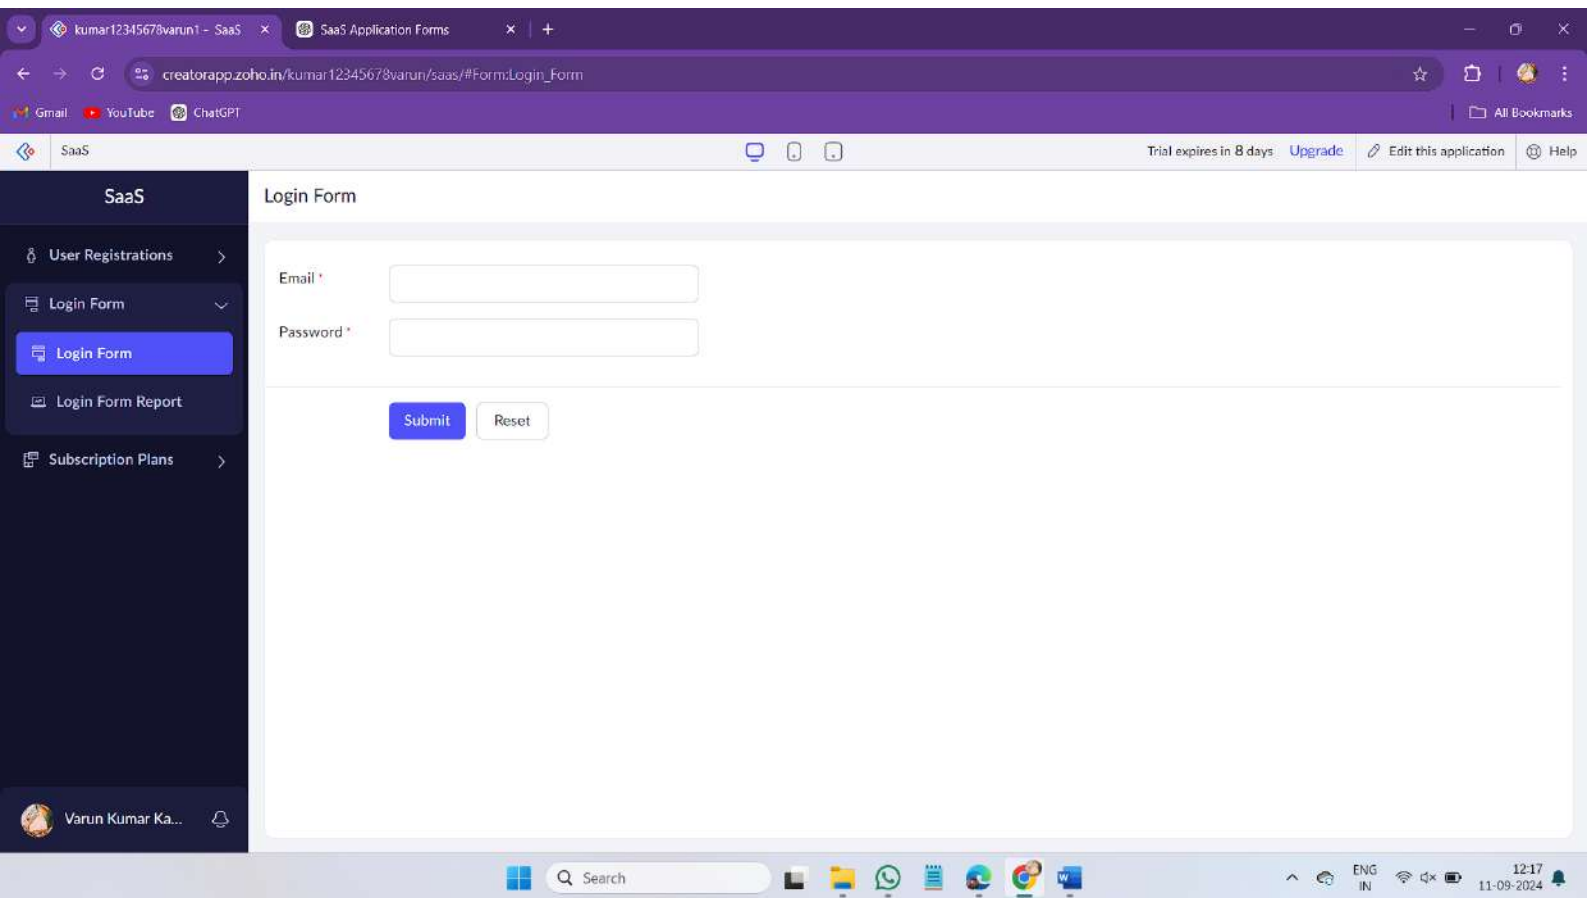 kumar12345678varun1 - SaaS
SaaS Application Forms
creatorapp.zoho.in/kumar12345678varun/saas/#Form:Login_Form
Gmail YouTube ChatGPT
All Bookmarks
SaaS
Trial expires in 8 days Upgrade Edit this application Help
SaaS
Login Form
User Registrations
Login Form
Login Form
Login Form Report
Subscription Plans
Email *
Password *
Submit Reset
Varun Kumar Ka...
Search
ENG
IN
12:17
11-09-2024